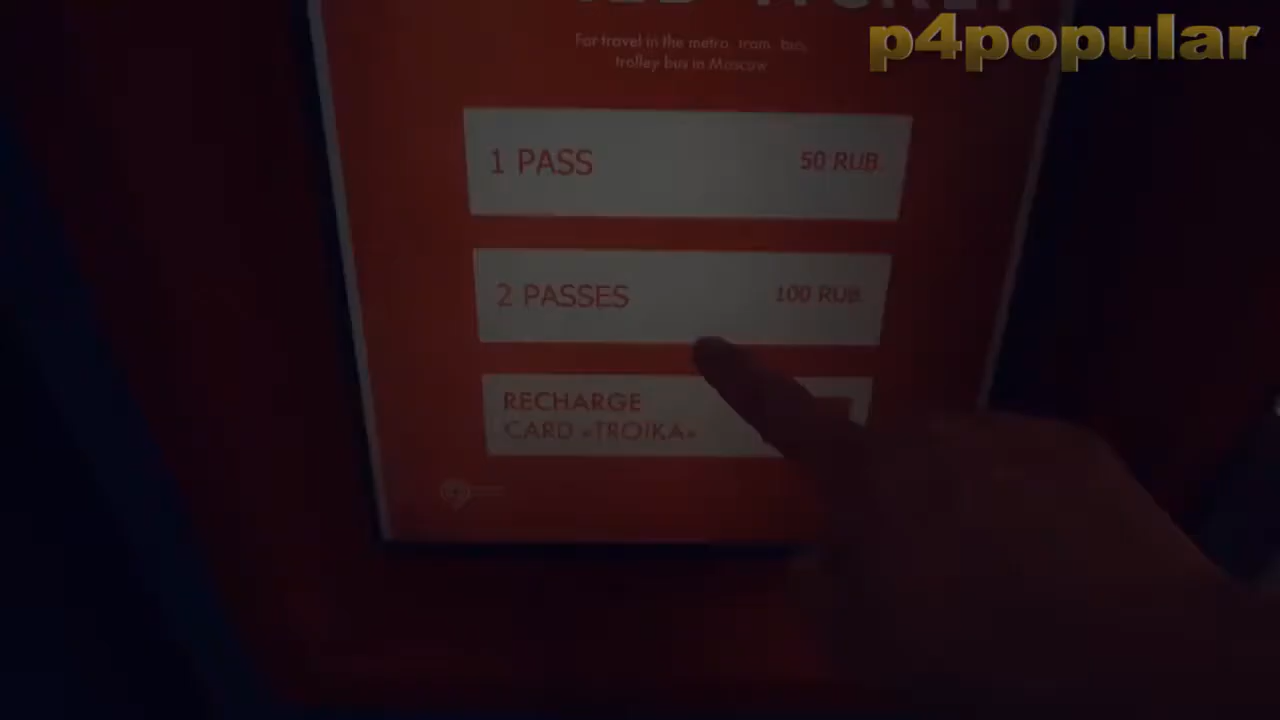 p4popular
For travel in the metro, tram, bus,
trolley bus in Moscow
1 PASS
50 RUB.
2 PASSES
100 RUB.
RECHARGE
CARD «TROIKA»